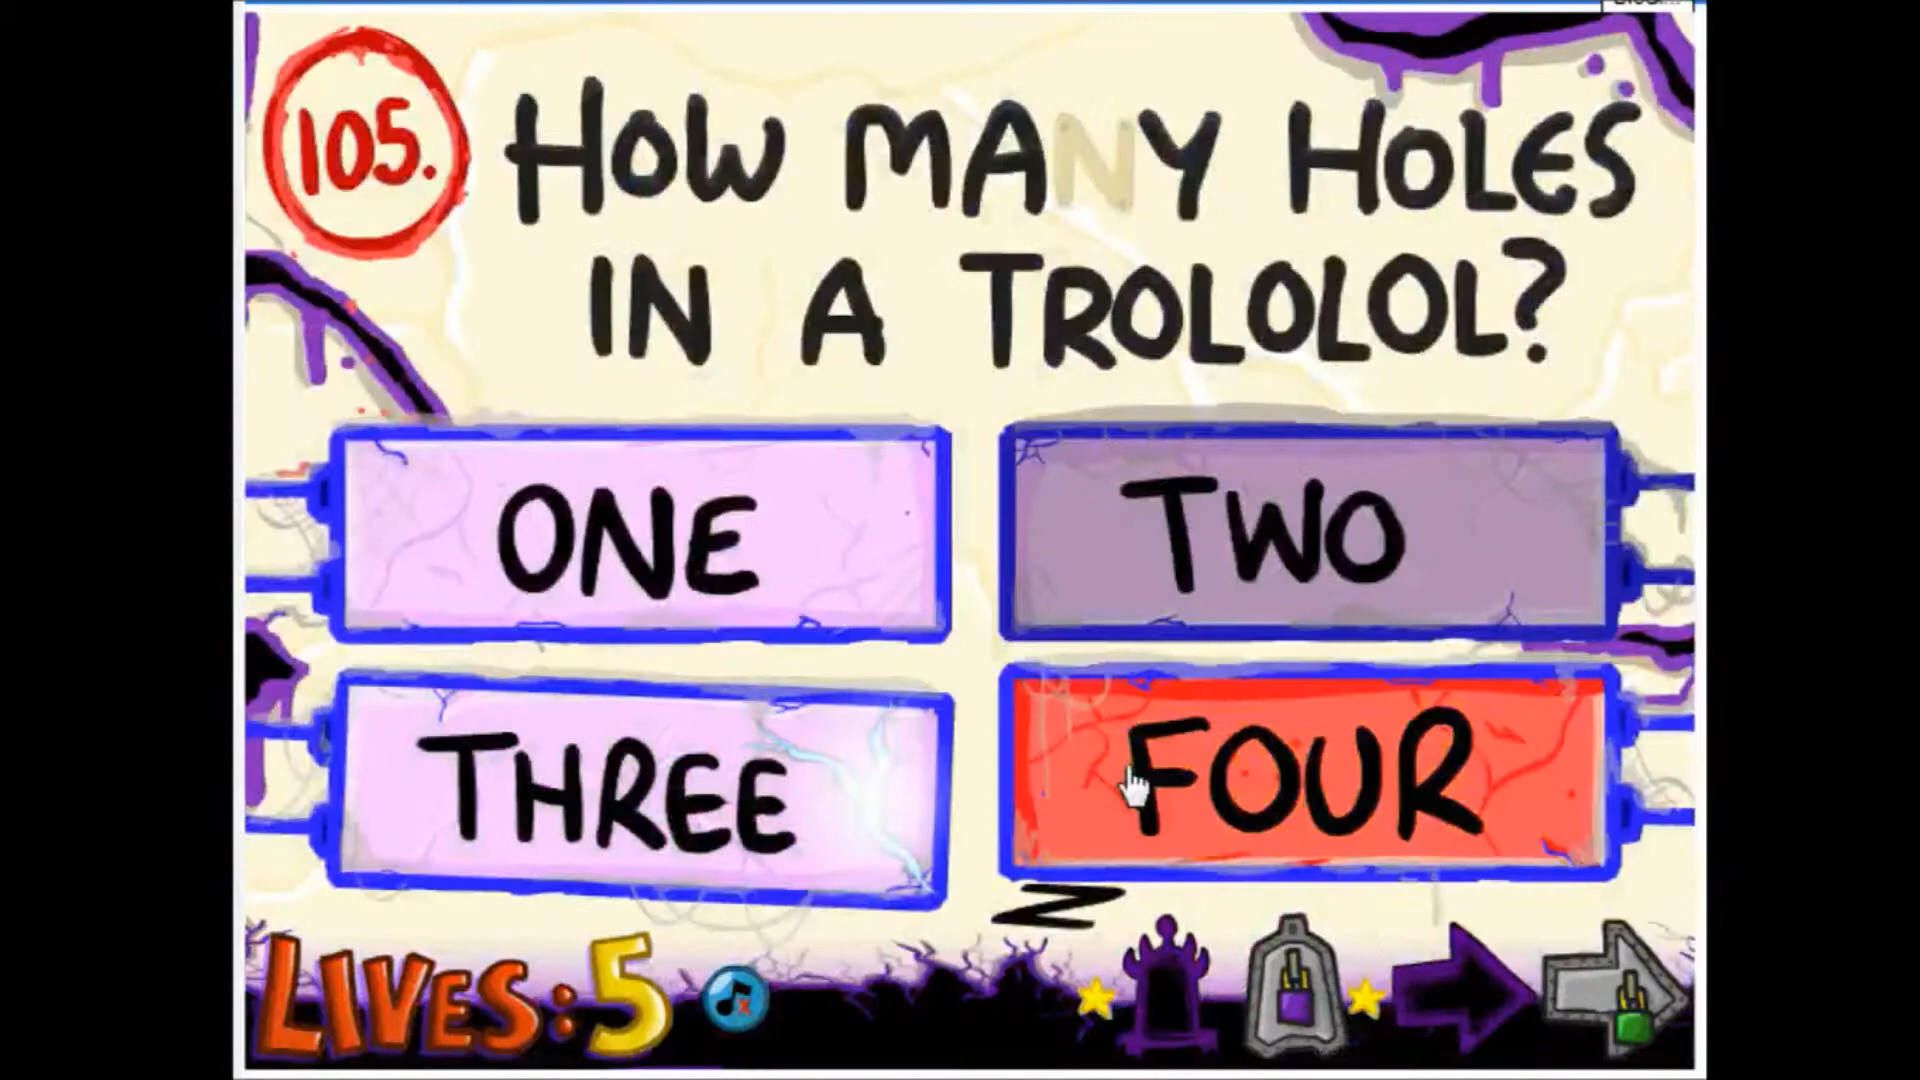 105.
HOW MANY HOLES
IN A TROLOLOL?
ONE
TWO
THREE
FOUR
Z
LIVES: 5